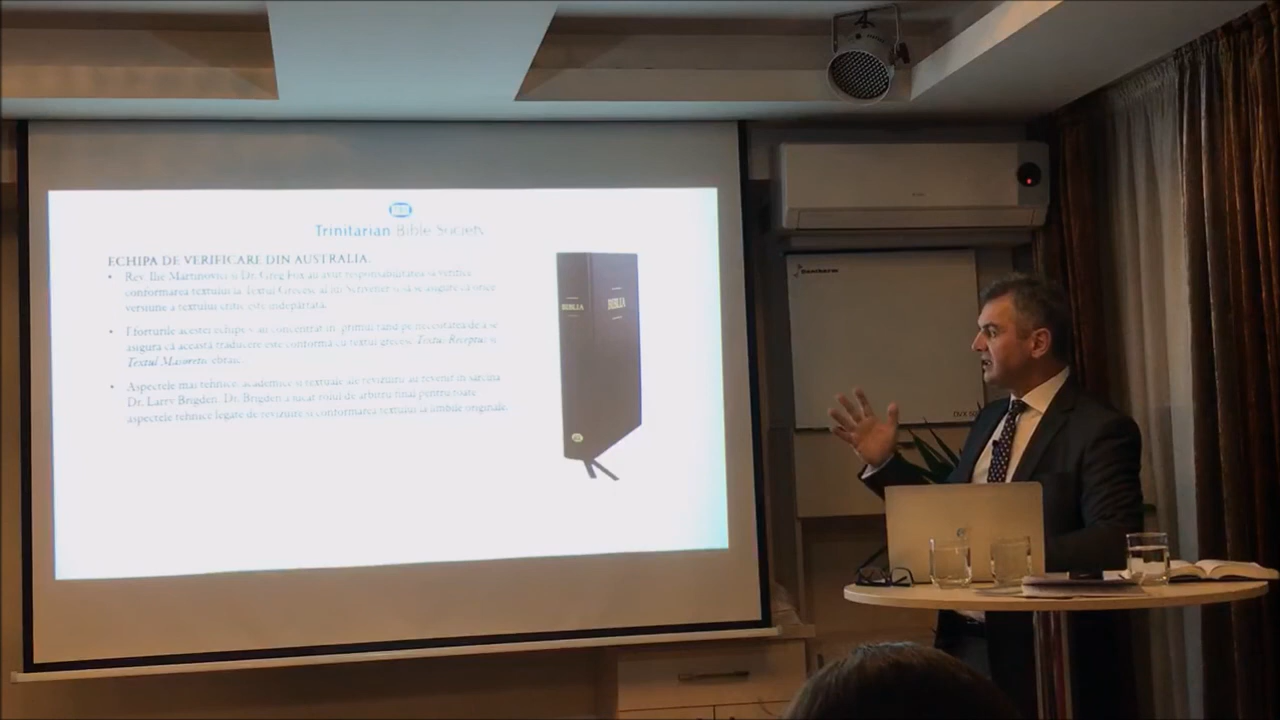 Trinitarian Bible Society
ECHIPA DE VERIFICARE DIN AUSTRALIA.
• Rev. Ilie Martinovici și Dr. Greg Fox au avut responsabilitatea să verifice
conformarea textului la Textul Grecesc al lui Scrivener și să se asigure că orice
versiune a textului critic este îndepărtată.
• Eforturile acestei echipe s-au concentrat în primul rând pe necesitatea de a se
asigura că această traducere este conformă cu textul grecesc Textus Receptus și
Textul Masoretic ebraic.
• Aspectele mai tehnice, academice și textuale ale revizuirii au revenit în sarcina
Dr. Larry Brigden. Dr. Brigden a jucat rolul de arbitru final pentru toate
aspectele tehnice legate de revizuire și conformarea textului la limbile originale.
BIBLIA
BIBLIA